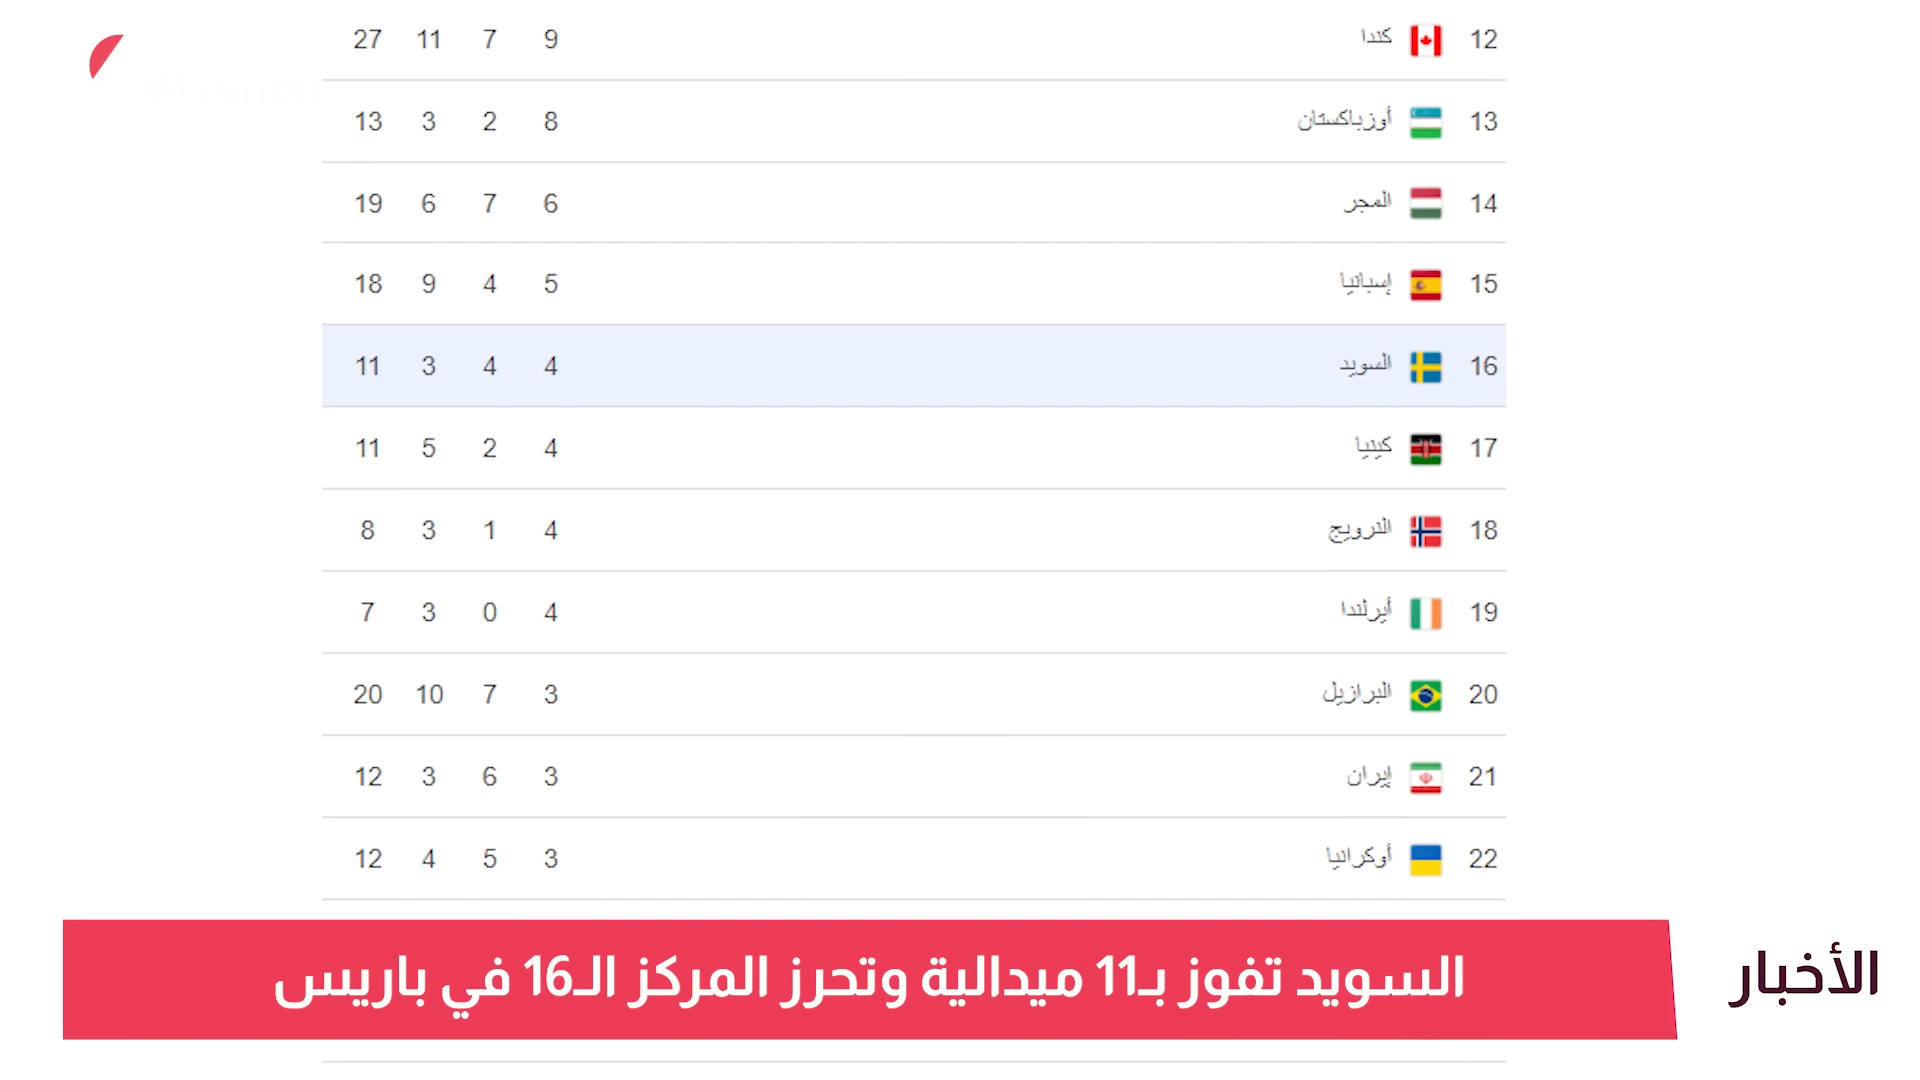 12 كندا 9 7 11 27
13 أوزباكستان 8 2 3 13
14 المجر 6 7 6 19
15 إسبانيا 5 4 9 18
16 السويد 4 4 3 11
17 كينيا 4 2 5 11
18 النرويج 4 1 3 8
19 أيرلندا 4 0 3 7
20 البرازيل 3 7 10 20
21 إيران 3 6 3 12
22 أوكرانيا 3 5 4 12
الأخبار
السويد تفوز بـ11 ميدالية وتحرز المركز الـ16 في باريس